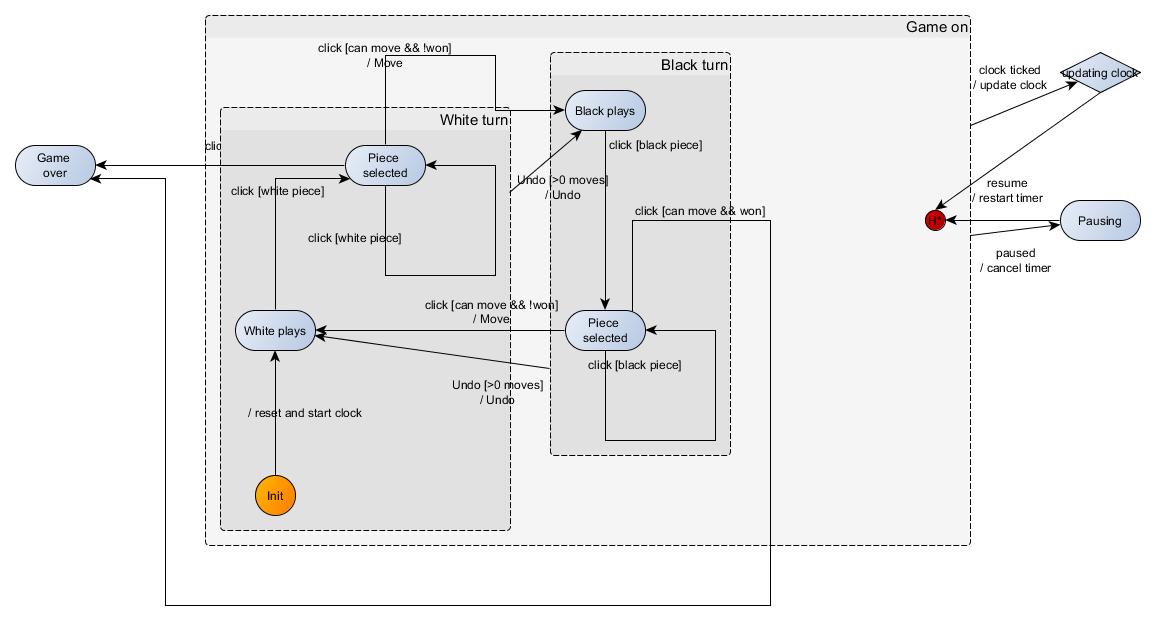 Game on
click [can move && !won]
/ Move
Black turn
clock ticked
/ update clock
updating clock
Black plays
White turn
click [black piece]
clic
Game
over
Piece
selected
click [white piece]
Undo [>0 moves]
/ Undo
resume
/ restart timer
click [can move && won]
H*
Pausing
click [white piece]
paused
/ cancel timer
click [can move && !won]
/ Move
White plays
Piece
selected
click [black piece]
Undo [>0 moves]
/ Undo
/ reset and start clock
Init